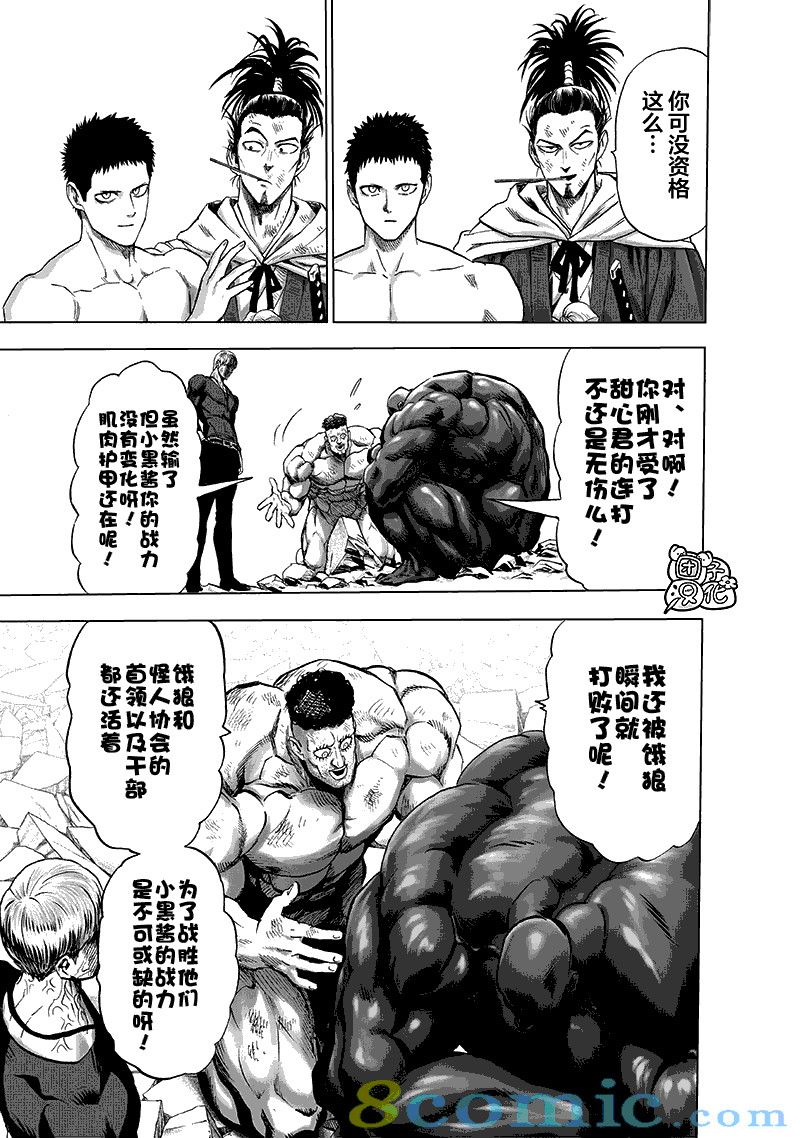 你可没资格
这么…
对、对啊！
你刚才受了
甜心君的连打
不还是无伤么！
虽然输了
但小黑酱你的战力
没有变化呀！
肌肉护甲还在呢！
团子
汉化
我还被饿狼
瞬间就
打败了呢！
饿狼和
怪人协会的
首领以及干部
都还活着
为了战胜他们
小黑酱的战力
是不可或缺的呀！
8comic.com